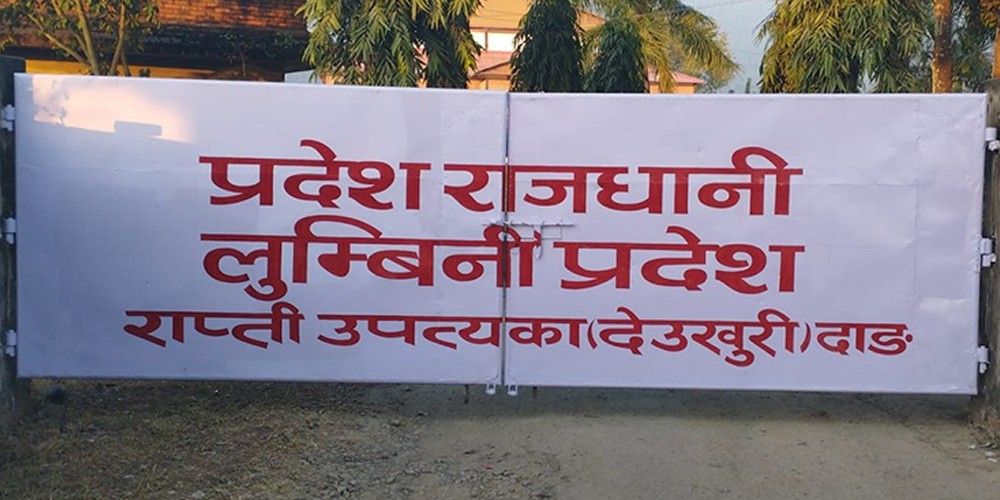 प्रदेश राजधानी
लुम्बिनी प्रदेश
राप्ती उपत्यका(देउखुरी)दाङ